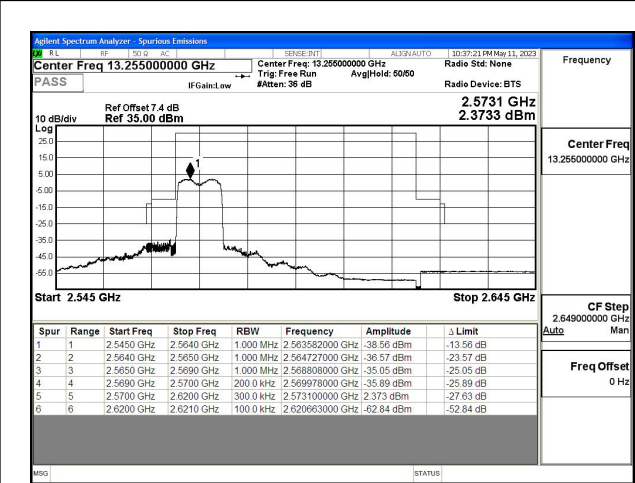 Agilent Spectrum Analyzer - Spurious Emissions
RL RF 50 Ω AC SENSE:INT ALIGN AUTO 10:37:21 PM May 11, 2023
Center Freq 13.255000000 GHz
Center Freq: 13.255000000 GHz
Radio Std: None
Trig: Free Run Avg|Hold: 50/50
PASS
IFGain:Low
#Atten: 36 dB
Radio Device: BTS
Frequency
Ref Offset 7.4 dB
2.5731 GHz
10 dB/div
Ref 35.00 dBm
2.3733 dBm
Log
25.0
15.0
5.00
-5.00
-15.0
-25.0
-35.0
-45.0
-55.0
1
Start 2.545 GHz
Stop 2.645 GHz
Center Freq
13.255000000 GHz
CF Step
2.649000000 GHz
Auto Man
Freq Offset
0 Hz
Spur Range Start Freq Stop Freq RBW Frequency Amplitude Δ Limit
1 1 2.5450 GHz 2.5640 GHz 1.000 MHz 2.563582000 GHz -38.56 dBm -13.56 dB
2 2 2.5640 GHz 2.5650 GHz 1.000 MHz 2.564727000 GHz -36.57 dBm -23.57 dB
3 3 2.5650 GHz 2.5690 GHz 1.000 MHz 2.568808000 GHz -35.05 dBm -25.05 dB
4 4 2.5690 GHz 2.5700 GHz 200.0 kHz 2.569978000 GHz -35.89 dBm -25.89 dB
5 5 2.5700 GHz 2.6200 GHz 300.0 kHz 2.573100000 GHz 2.373 dBm -27.63 dB
6 6 2.6200 GHz 2.6210 GHz 100.0 kHz 2.620663000 GHz -62.84 dBm -52.84 dB
MSG STATUS